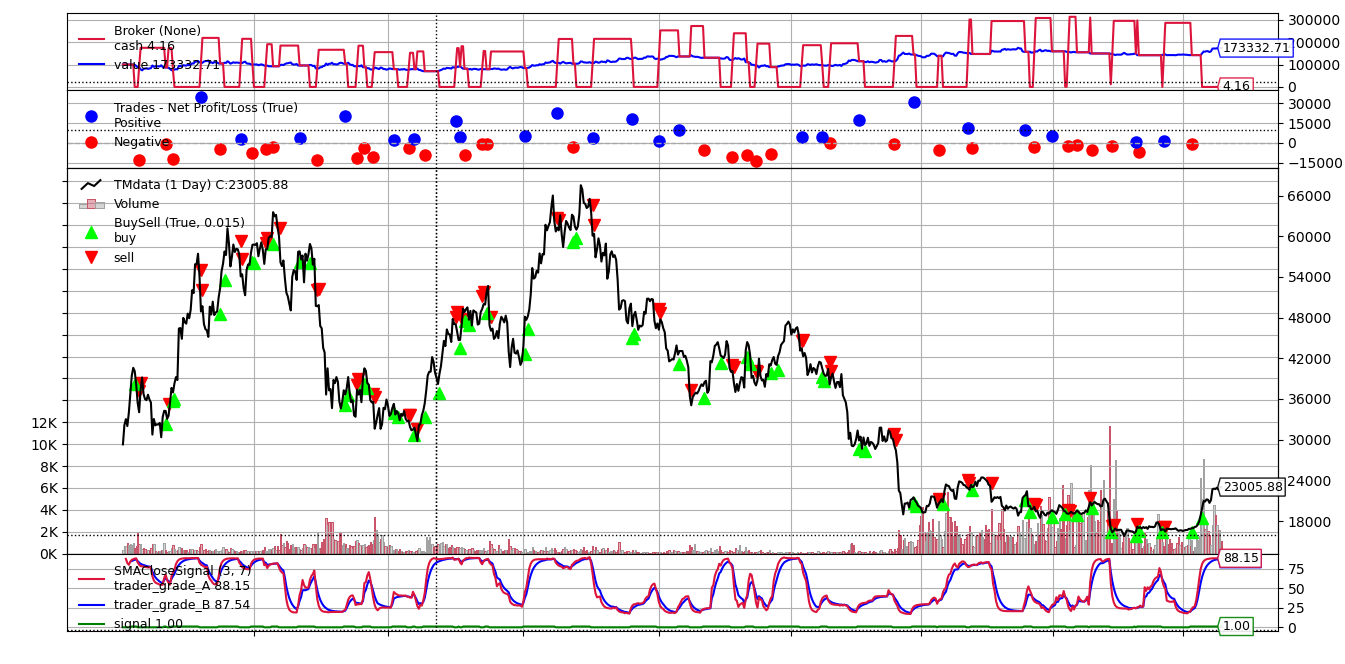 Broker (None)
cash 4.16
value 173332.71
300000
200000
173332.71
100000
0
4.16
Trades - Net Profit/Loss (True)
Positive
Negative
30000
15000
0
−15000
TMdata (1 Day) C:23005.88
Volume
BuySell (True, 0.015)
buy
sell
66000
60000
54000
48000
42000
36000
30000
24000
23005.88
18000
12K
10K
8K
6K
4K
2K
0K
SMACloseSignal (3, 7)
trader_grade_A 88.15
trader_grade_B 87.54
signal 1.00
88.15
75
50
25
0
1.00